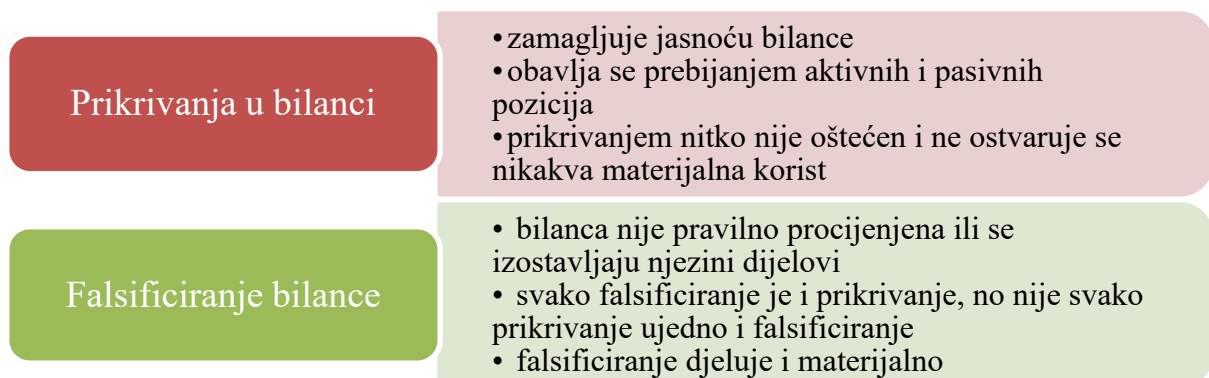 Prikrivanja u bilanci
•zamagljuje jasnoću bilance
•obavlja se prebijanjem aktivnih i pasivnih
pozicija
•prikrivanjem nitko nije oštećen i ne ostvaruje se
nikakva materijalna korist
Falsificiranje bilance
• bilanca nije pravilno procijenjena ili se
izostavljaju njezini dijelovi
• svako falsificiranje je i prikrivanje, no nije svako
prikrivanje ujedno i falsificiranje
• falsificiranje djeluje i materijalno